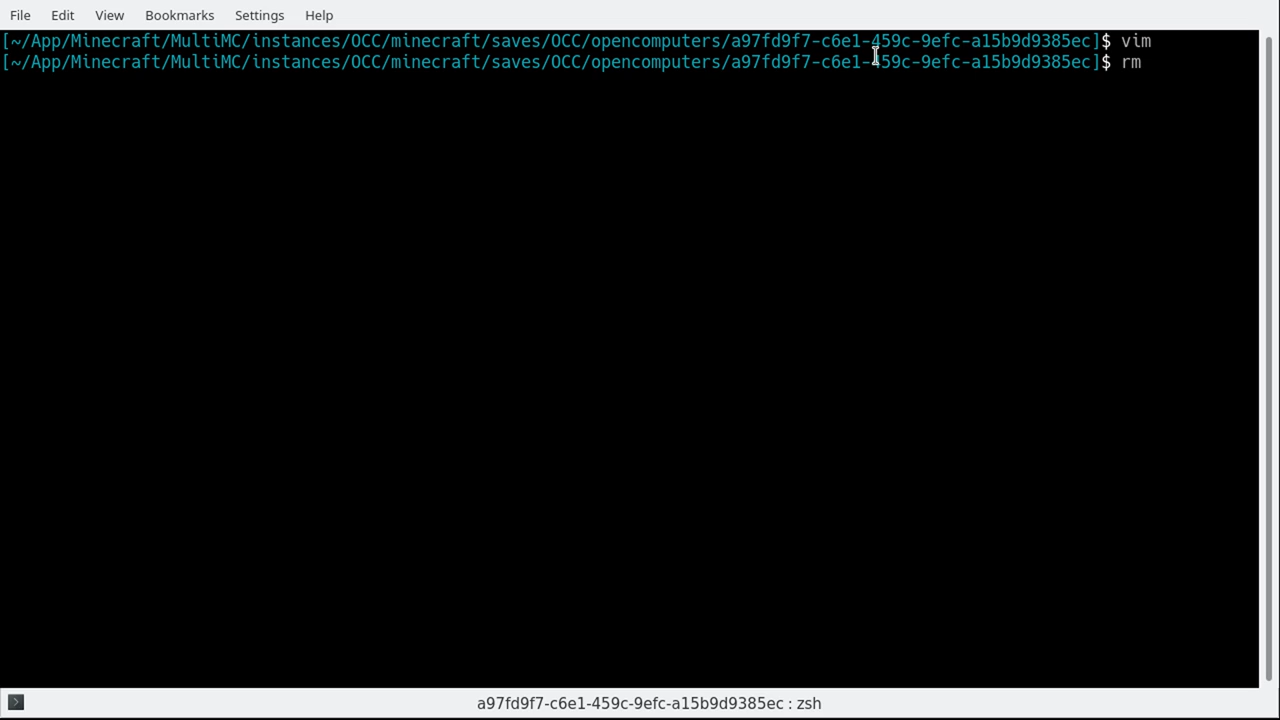 File Edit View Bookmarks Settings Help
[~/App/Minecraft/MultiMC/instances/OCC/minecraft/saves/OCC/opencomputers/a97fd9f7-c6e1-459c-9efc-a15b9d9385ec]$ vim
[~/App/Minecraft/MultiMC/instances/OCC/minecraft/saves/OCC/opencomputers/a97fd9f7-c6e1-459c-9efc-a15b9d9385ec]$ rm
a97fd9f7-c6e1-459c-9efc-a15b9d9385ec : zsh